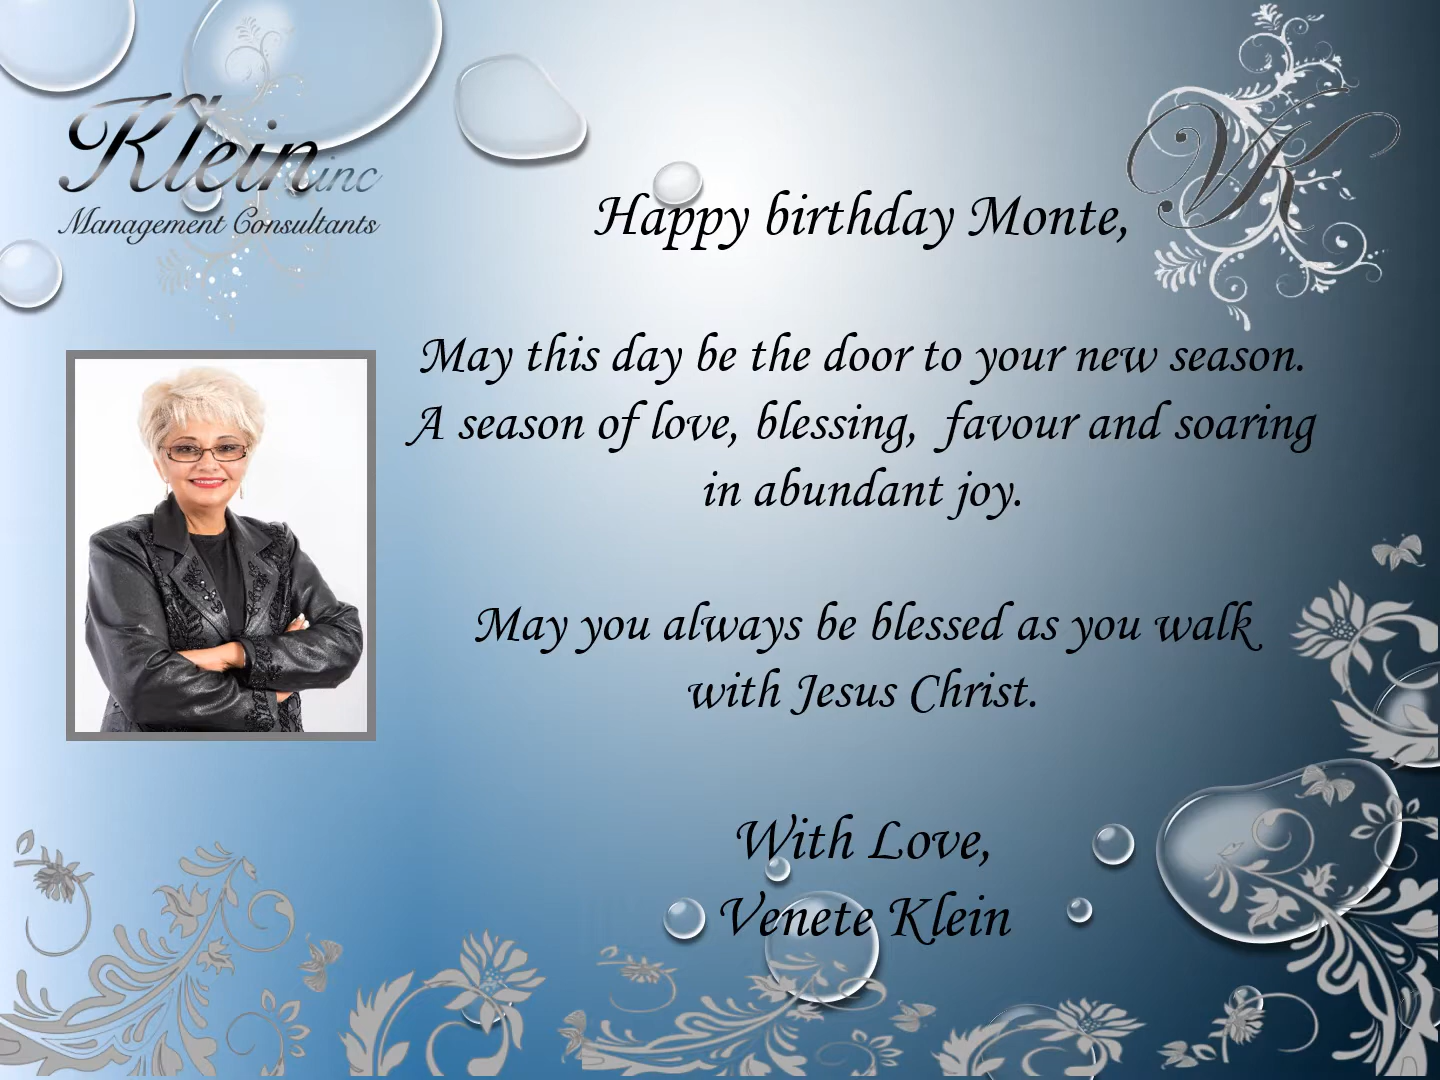 Klein inc
Management Consultants
VK
Happy birthday Monte,
May this day be the door to your new season.
A season of love, blessing,  favour and soaring
in abundant joy.
May you always be blessed as you walk
with Jesus Christ.
With Love,
Venete Klein